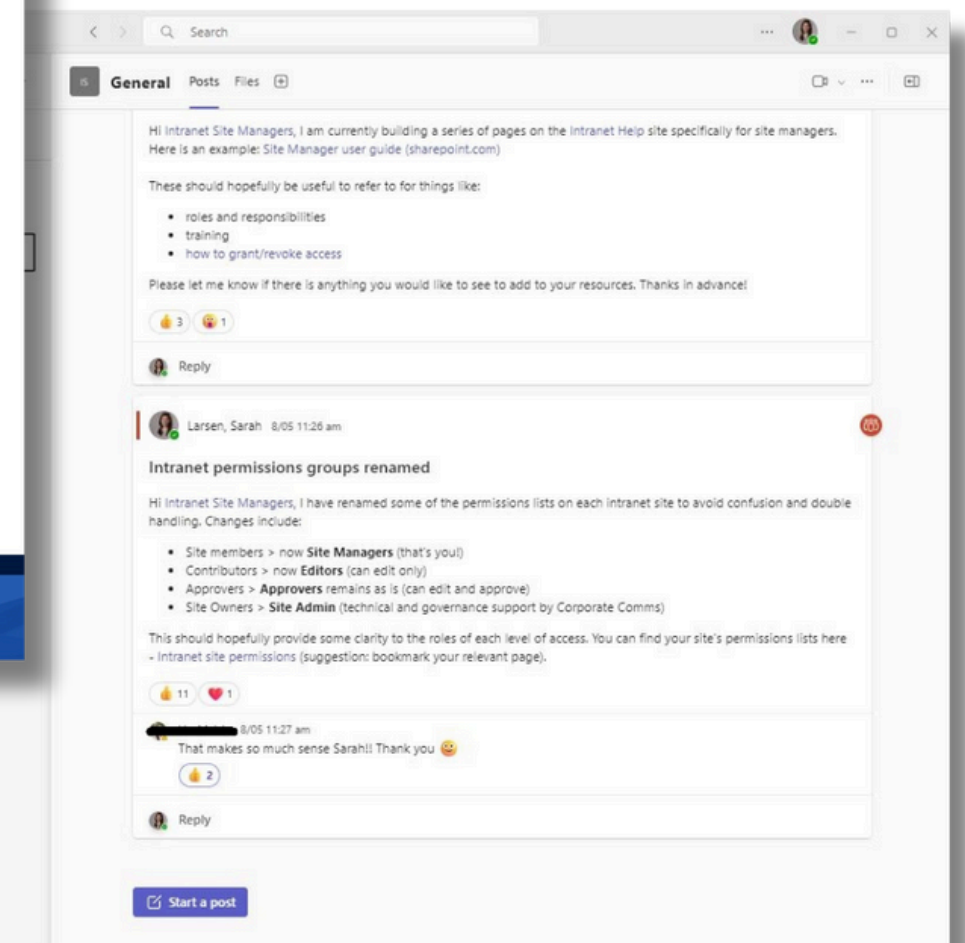 Search
IS General Posts Files
Hi Intranet Site Managers, I am currently building a series of pages on the Intranet Help site specifically for site managers.
Here is an example: Site Manager user guide (sharepoint.com)
These should hopefully be useful to refer to for things like:
• roles and responsibilities
• training
• how to grant/revoke access
Please let me know if there is anything you would like to see to add to your resources. Thanks in advance!
👍 3 😮 1
Reply
Larsen, Sarah 8/05 11:26 am
Intranet permissions groups renamed
Hi Intranet Site Managers, I have renamed some of the permissions lists on each intranet site to avoid confusion and double
handling. Changes include:
• Site members > now Site Managers (that's you!)
• Contributors > now Editors (can edit only)
• Approvers > Approvers remains as is (can edit and approve)
• Site Owners > Site Admin (technical and governance support by Corporate Comms)
This should hopefully provide some clarity to the roles of each level of access. You can find your site's permissions lists here
- Intranet site permissions (suggestion: bookmark your relevant page).
👍 11 ❤️ 1
8/05 11:27 am
That makes so much sense Sarah!! Thank you 😀
👍 2
Reply
Start a post